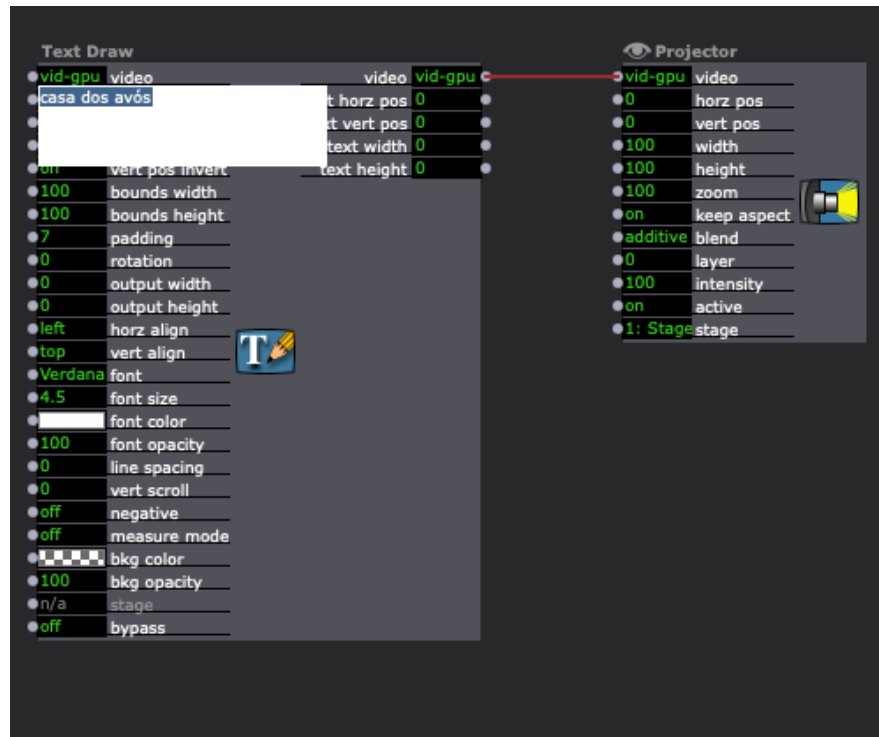 Text Draw
vid-gpu video
casa dos avós
on vert pos invert
100 bounds width
100 bounds height
7 padding
0 rotation
0 output width
0 output height
left horz align
top vert align
Verdana font
4.5 font size
font color
100 font opacity
0 line spacing
0 vert scroll
off negative
off measure mode
bkg color
100 bkg opacity
n/a stage
off bypass
video vid-gpu
t horz pos 0
xt vert pos 0
text width 0
text height 0
T
Projector
vid-gpu video
0 horz pos
0 vert pos
100 width
100 height
100 zoom
on keep aspect
additive blend
0 layer
100 intensity
on active
1: Stage stage